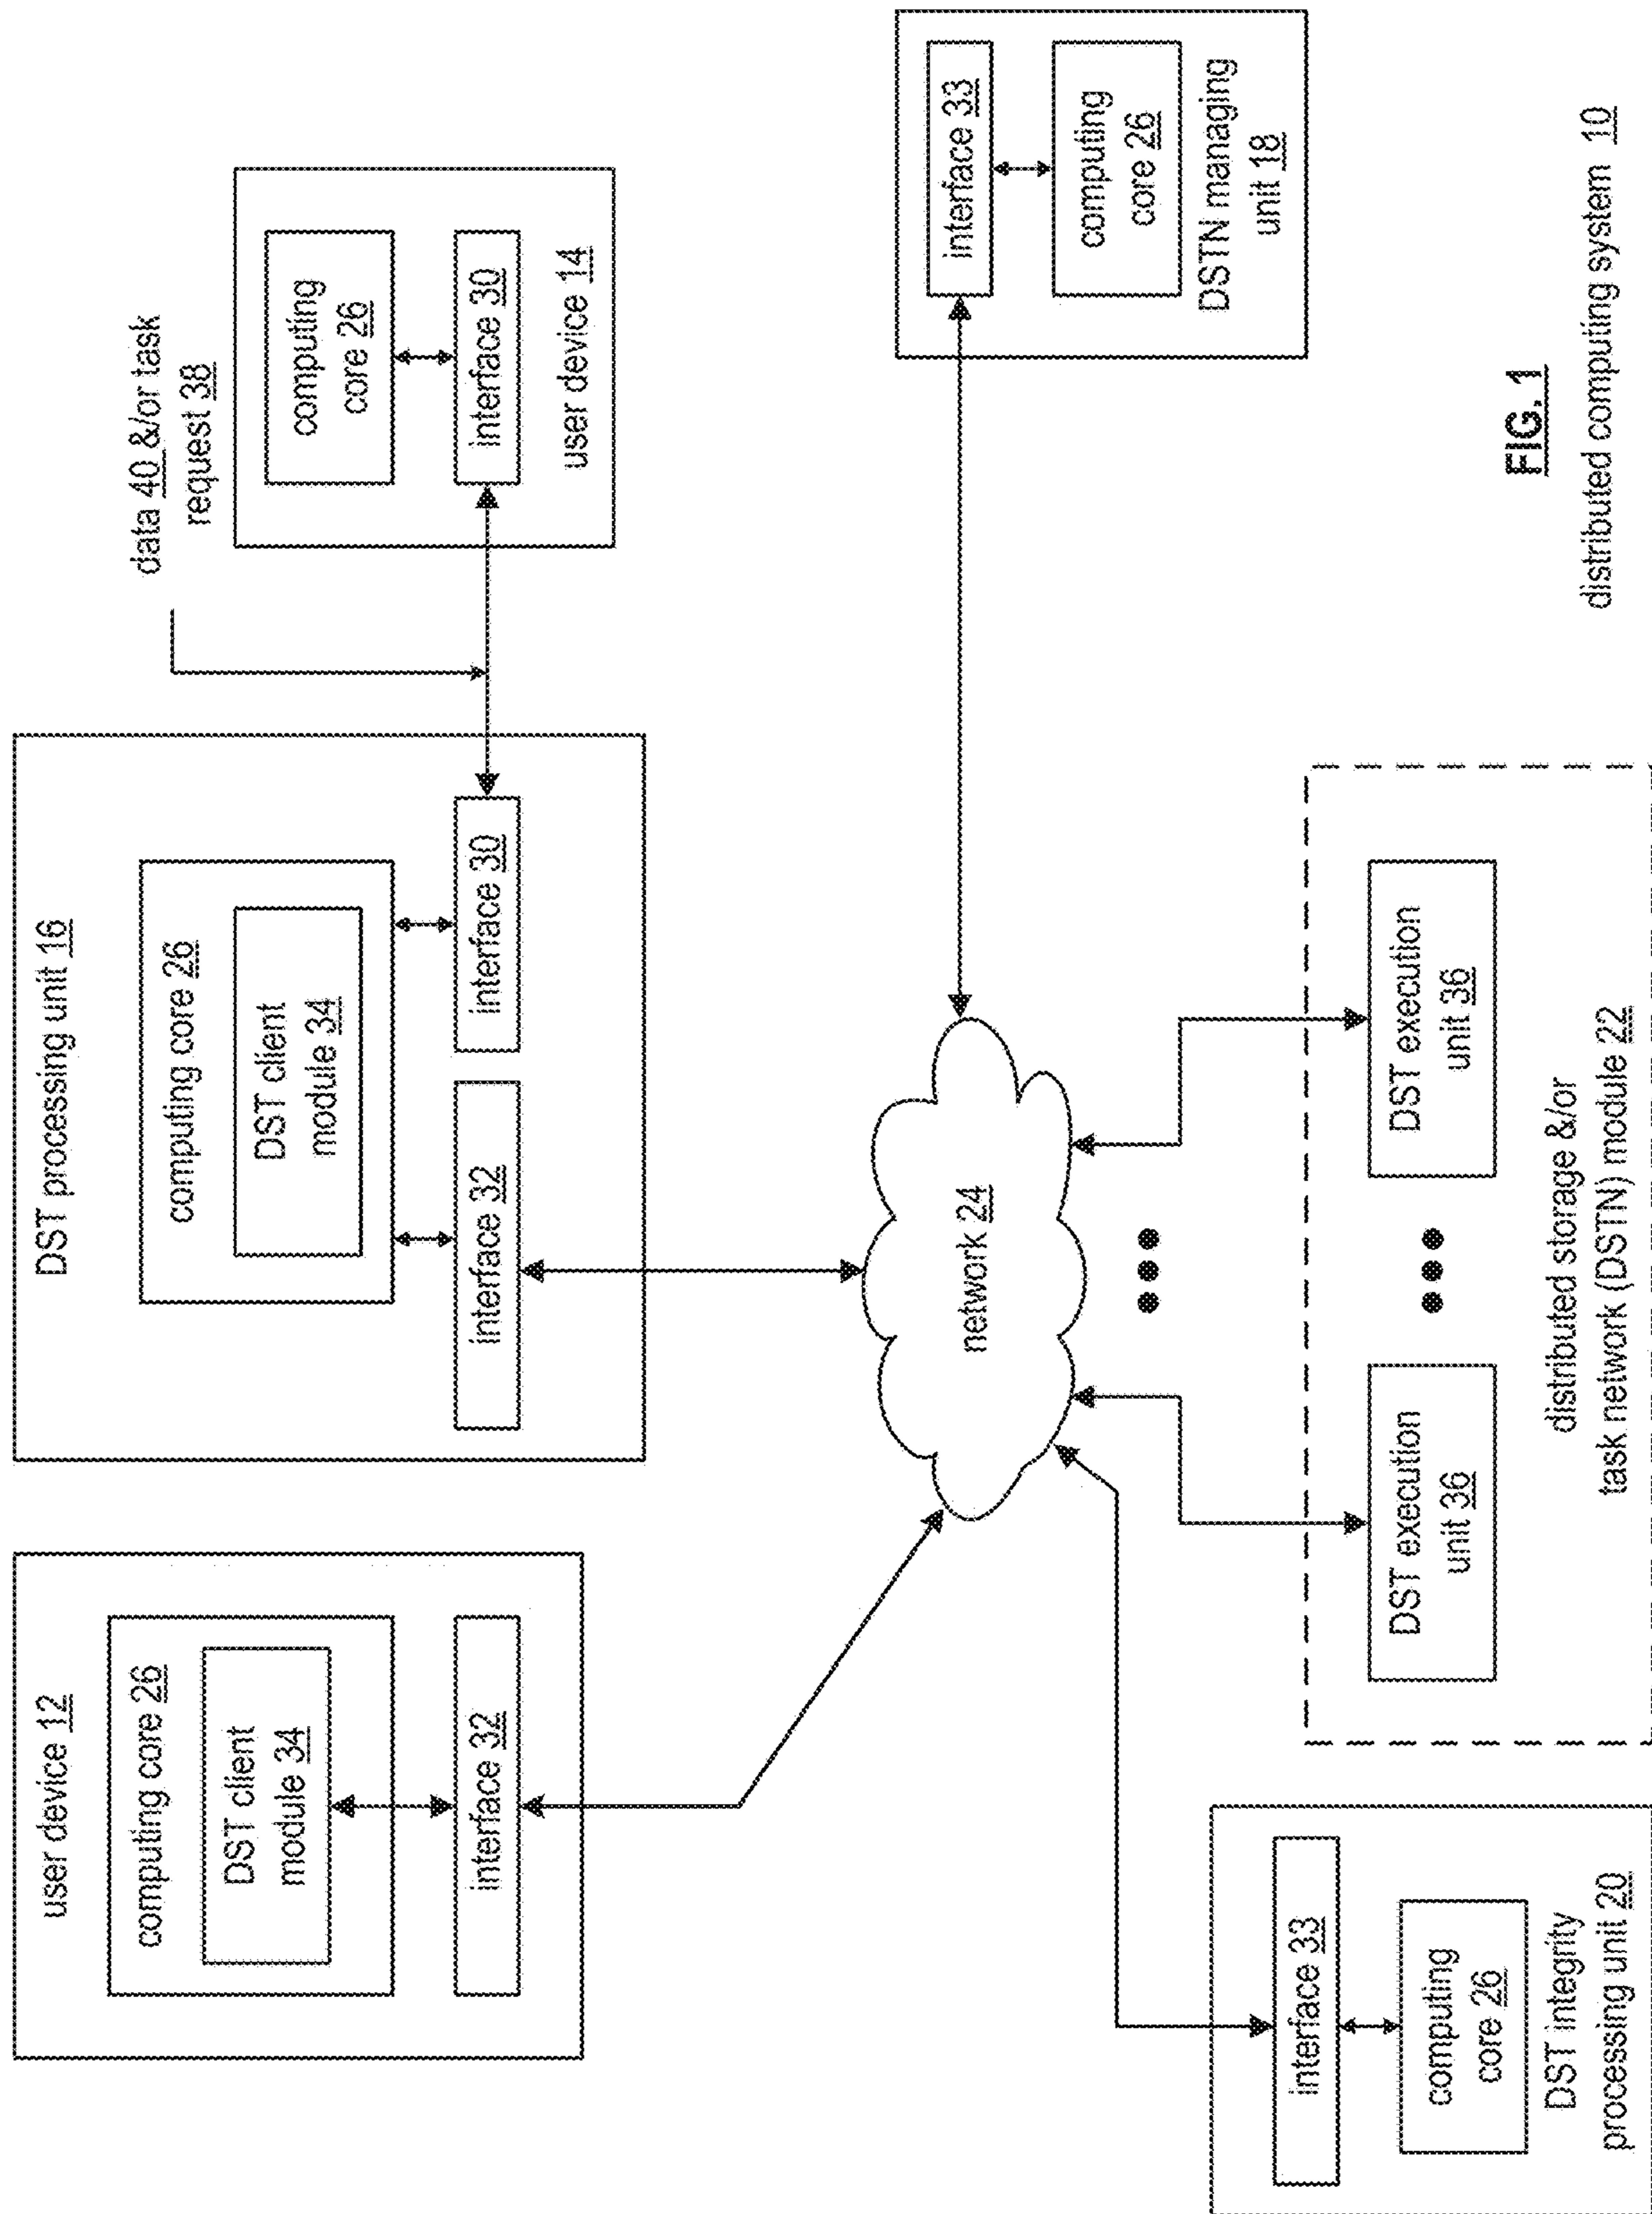 user device 12
computing core 26
DST client
module 34
interface 32
DST processing unit 16
computing core 26
DST client
module 34
interface 32
interface 30
data 40 &/or task
request 38
computing
core 26
interface 30
user device 14
network 24
interface 33
computing
core 26
DSTN managing
unit 18
interface 33
computing
core 26
DST integrity
processing unit 20
DST execution
unit 36
DST execution
unit 36
distributed storage &/or
task network (DSTN) module 22
FIG. 1
distributed computing system 10